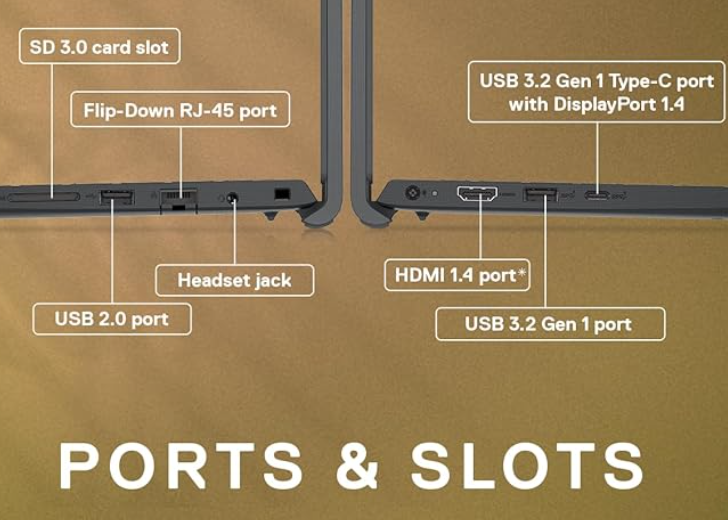 SD 3.0 card slot
Flip-Down RJ-45 port
USB 3.2 Gen 1 Type-C port
with DisplayPort 1.4
Headset jack
HDMI 1.4 port*
USB 2.0 port
USB 3.2 Gen 1 port
PORTS & SLOTS